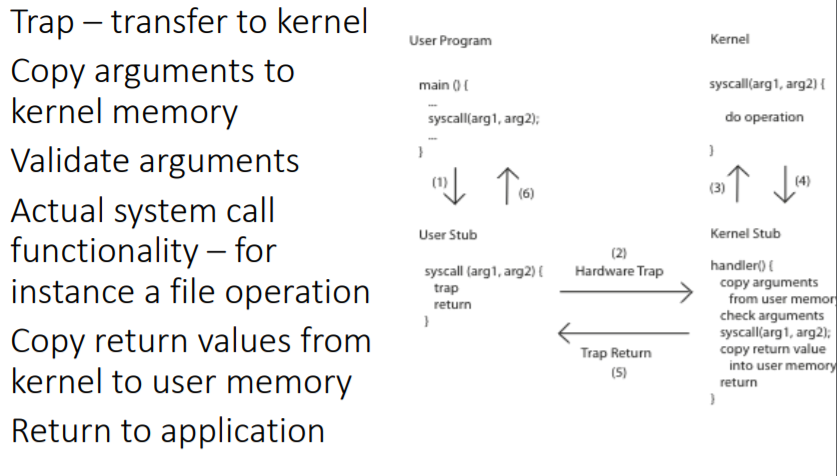 Trap – transfer to kernel
Copy arguments to
kernel memory
Validate arguments
Actual system call
functionality – for
instance a file operation
Copy return values from
kernel to user memory
Return to application
User Program
main () {
...
syscall(arg1, arg2);
...
}
(1)
(6)
User Stub
syscall (arg1, arg2) {
trap
return
}
(2)
Hardware Trap
Trap Return
(5)
Kernel
syscall(arg1, arg2) {
do operation
}
(3)
(4)
Kernel Stub
handler() {
copy arguments
from user memor
check arguments
syscall(arg1, arg2);
copy return value
into user memory
return
}